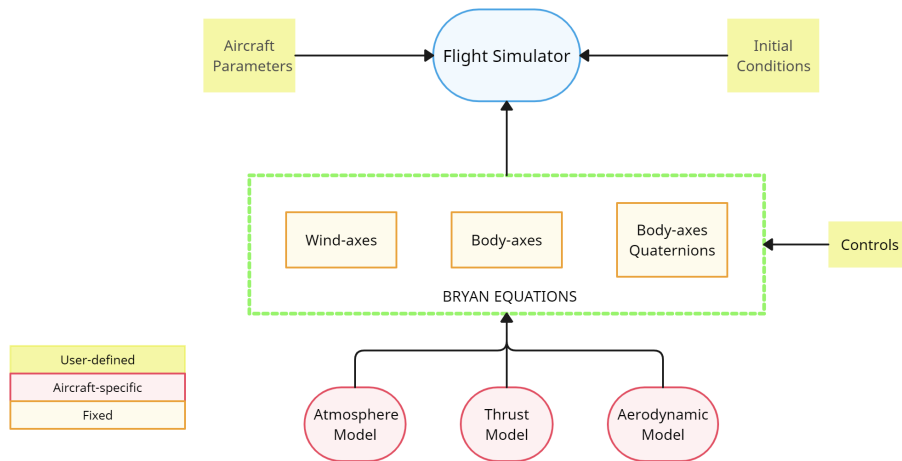 Aircraft
Parameters
Flight Simulator
Initial
Conditions
Wind-axes
Body-axes
Body-axes
Quaternions
Controls
BRYAN EQUATIONS
User-defined
Aircraft-specific
Fixed
Atmosphere
Model
Thrust
Model
Aerodynamic
Model